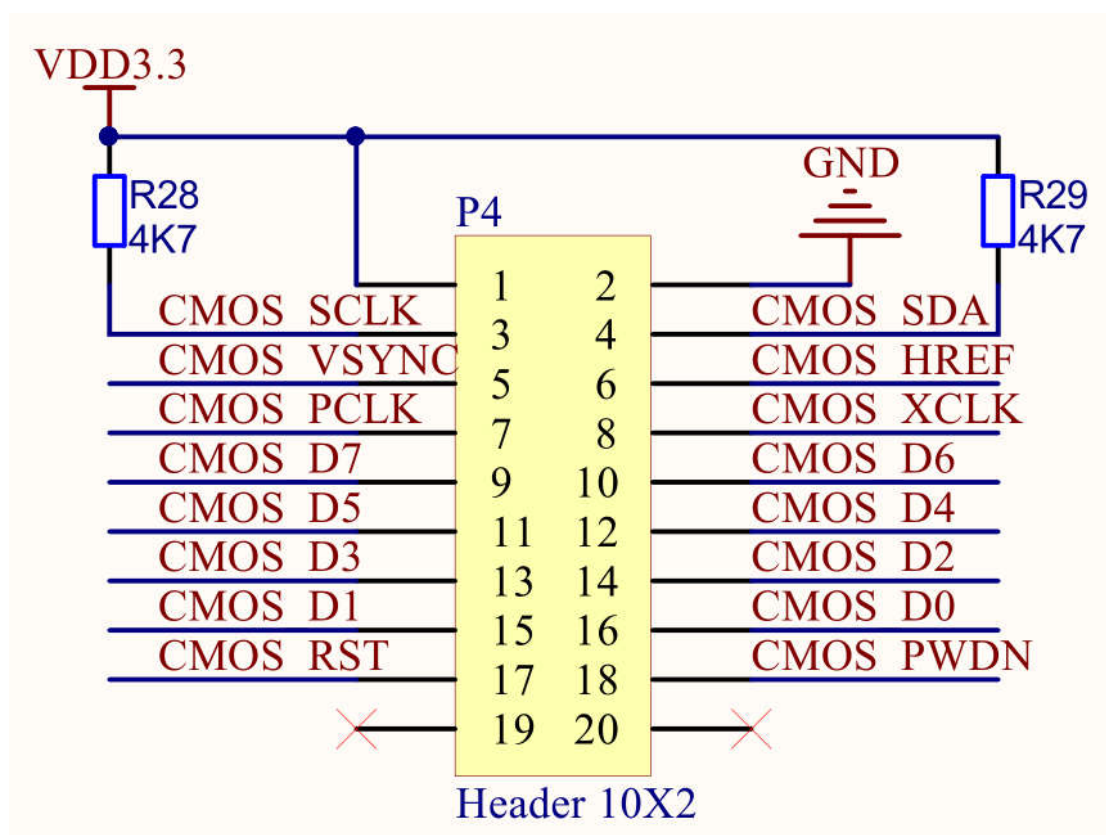 VDD3.3
GND
R28
4K7
R29
4K7
P4
1 2
CMOS SCLK
CMOS SDA
3 4
CMOS VSYNC
CMOS HREF
5 6
CMOS PCLK
CMOS XCLK
7 8
CMOS D7
CMOS D6
9 10
CMOS D5
CMOS D4
11 12
CMOS D3
CMOS D2
13 14
CMOS D1
CMOS D0
15 16
CMOS RST
CMOS PWDN
17 18
19 20
Header 10X2